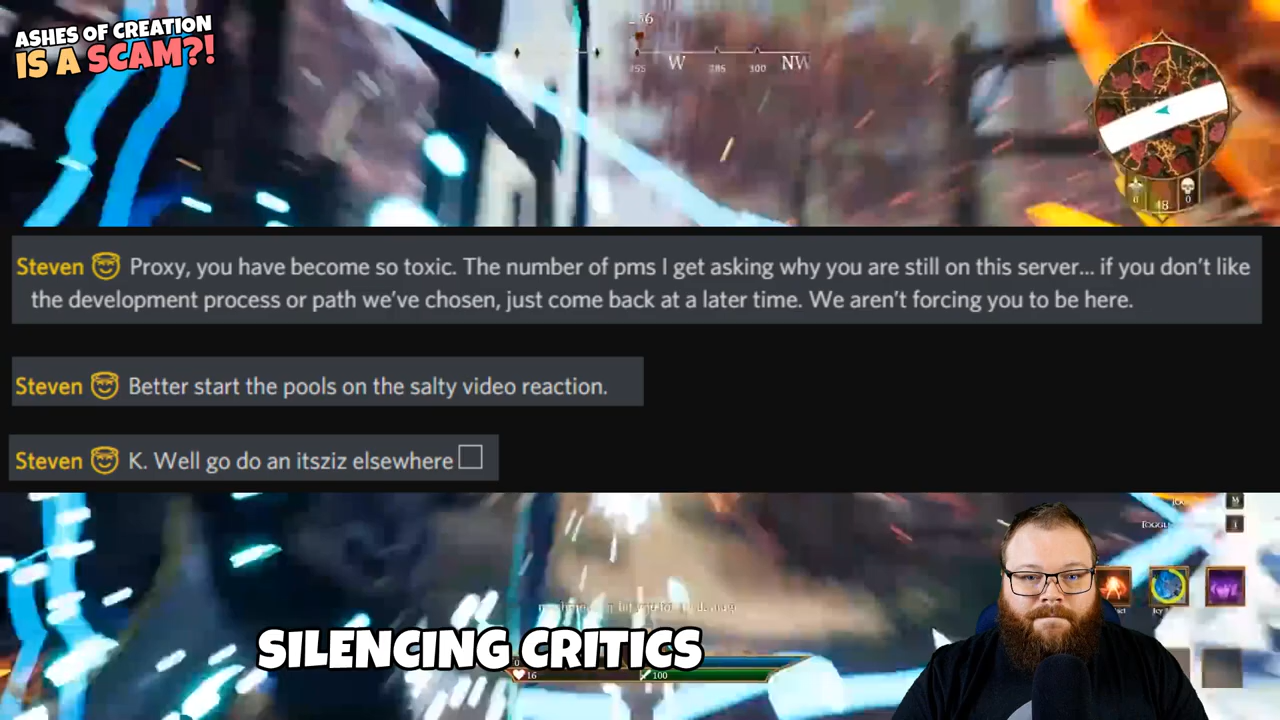 ASHES OF CREATION
IS A SCAM?!
W
285
300
NW
48
Steven Proxy, you have become so toxic. The number of pms I get asking why you are still on this server... if you don't like
the development process or path we've chosen, just come back at a later time. We aren't forcing you to be here.
Steven Better start the pools on the salty video reaction.
Steven K. Well go do an itsziz elsewhere
SILENCING CRITICS
16
100